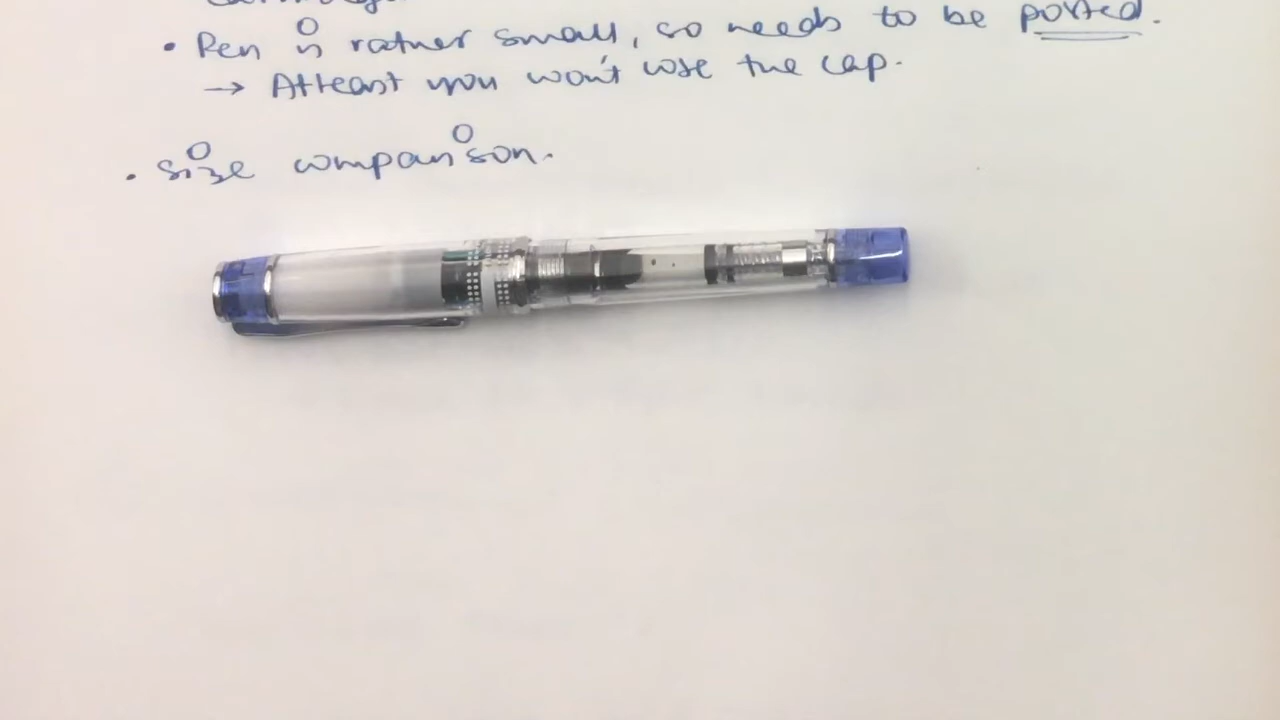 • Pen is rather small, so needs to be posted.
→ Atleast you won't lose the cap.
• Size comparison.